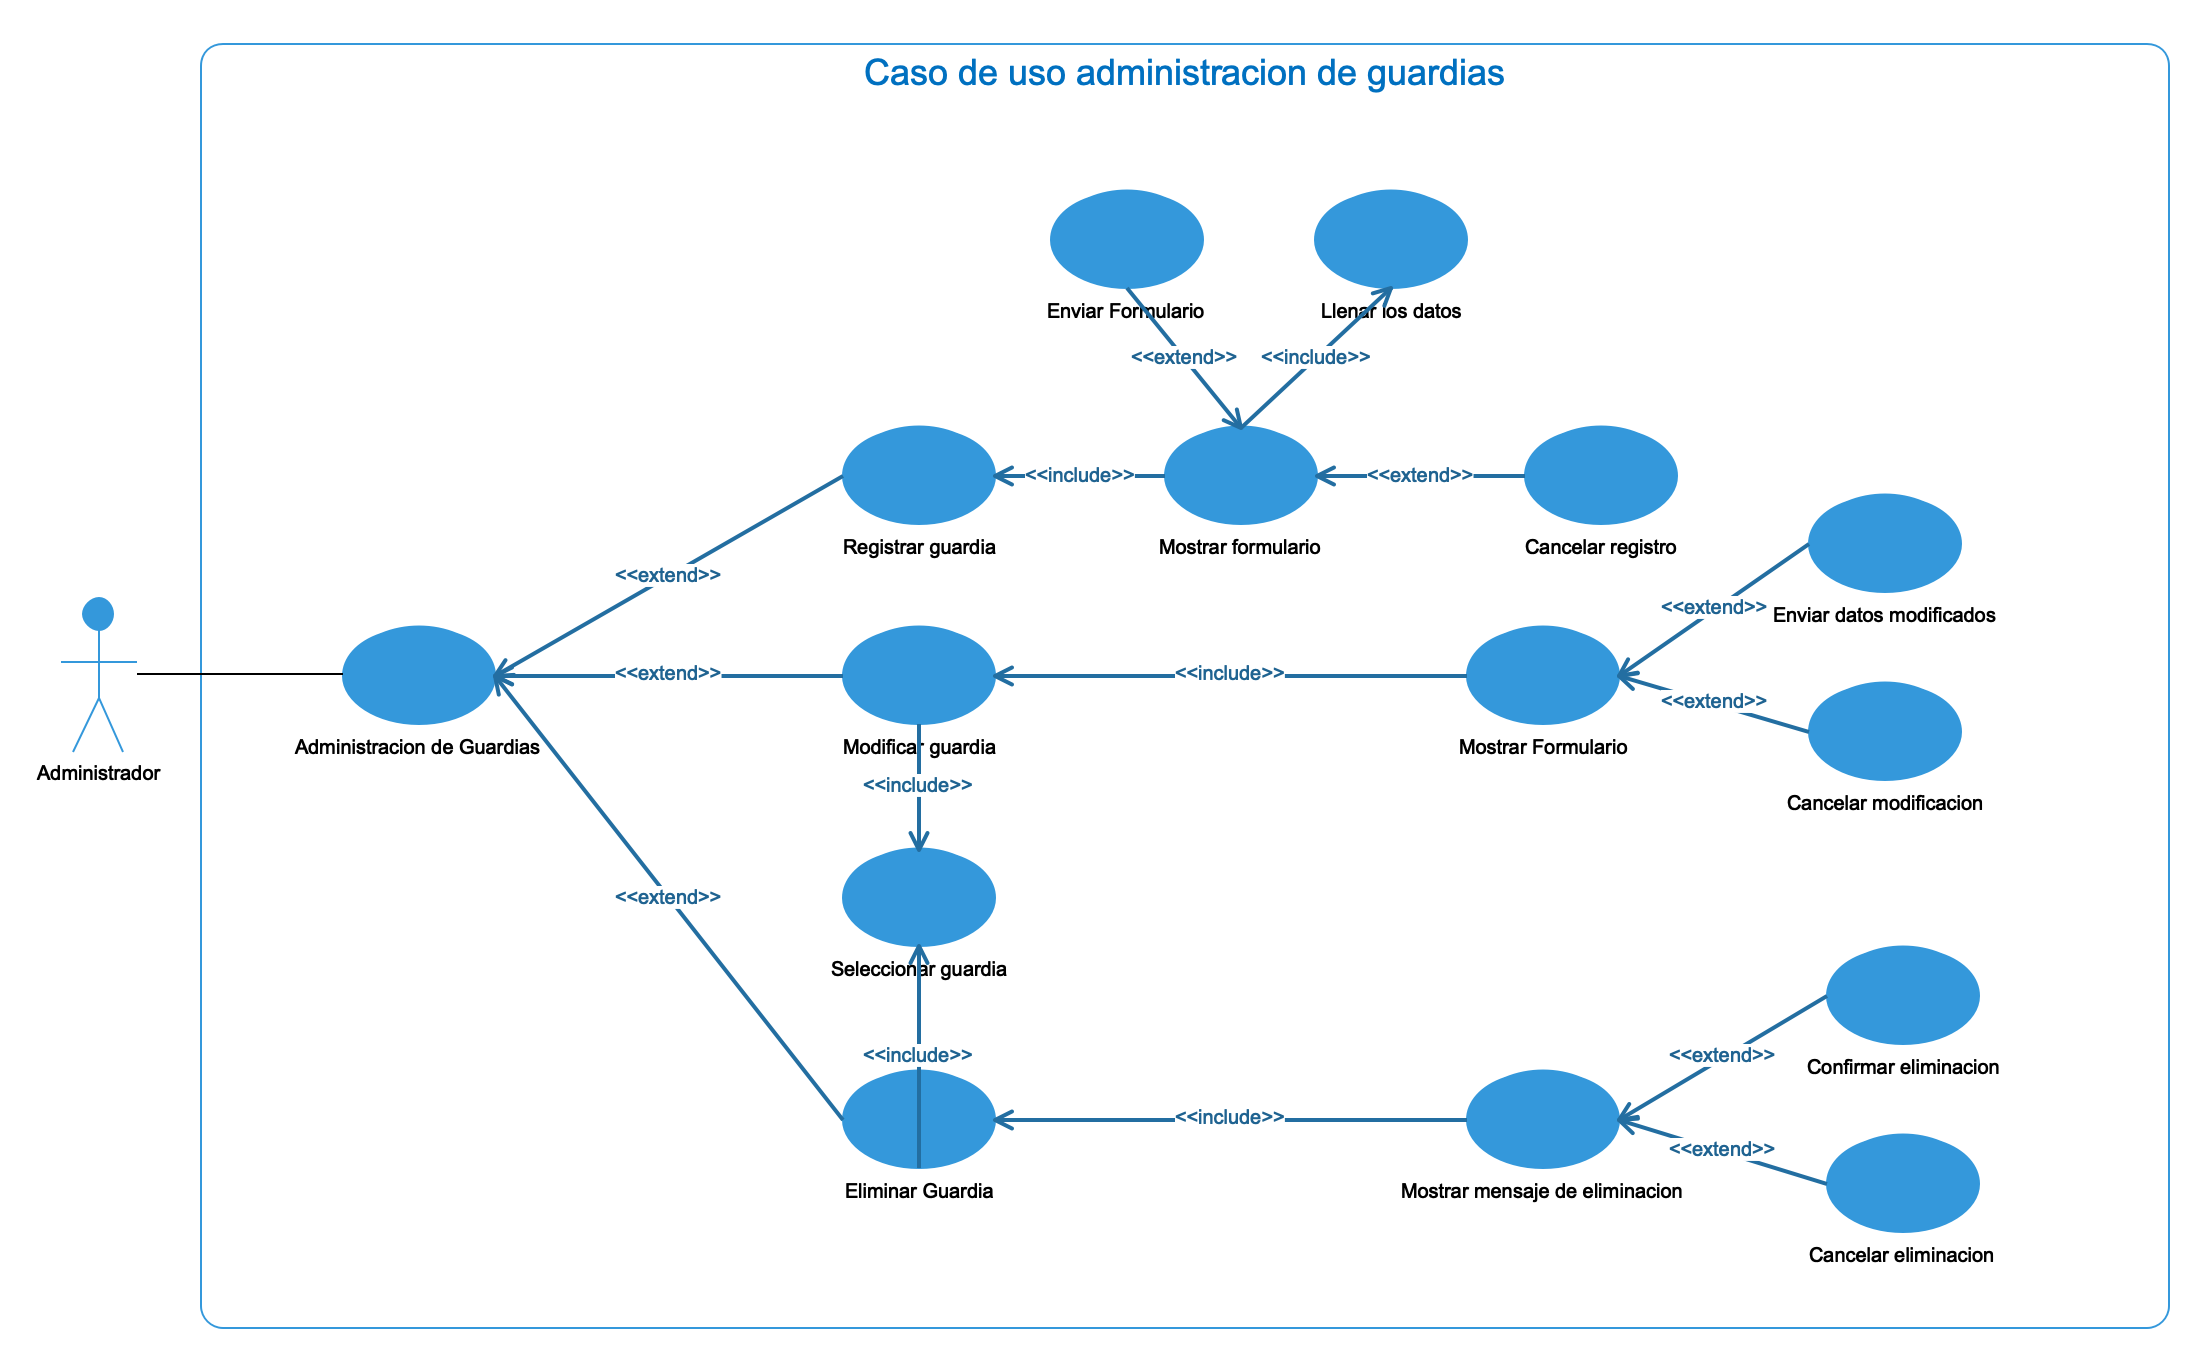 Caso de uso administracion de guardias
Enviar Formulario
Llenar los datos
<<extend>>
<<include>>
<<include>>
<<extend>>
Registrar guardia
Mostrar formulario
Cancelar registro
<<extend>>
<<extend>>
Enviar datos modificados
<<extend>>
<<include>>
<<extend>>
Administracion de Guardias
Modificar guardia
Mostrar Formulario
Administrador
<<include>>
Cancelar modificacion
<<extend>>
Seleccionar guardia
<<include>>
<<extend>>
Confirmar eliminacion
<<include>>
<<extend>>
Eliminar Guardia
Mostrar mensaje de eliminacion
Cancelar eliminacion